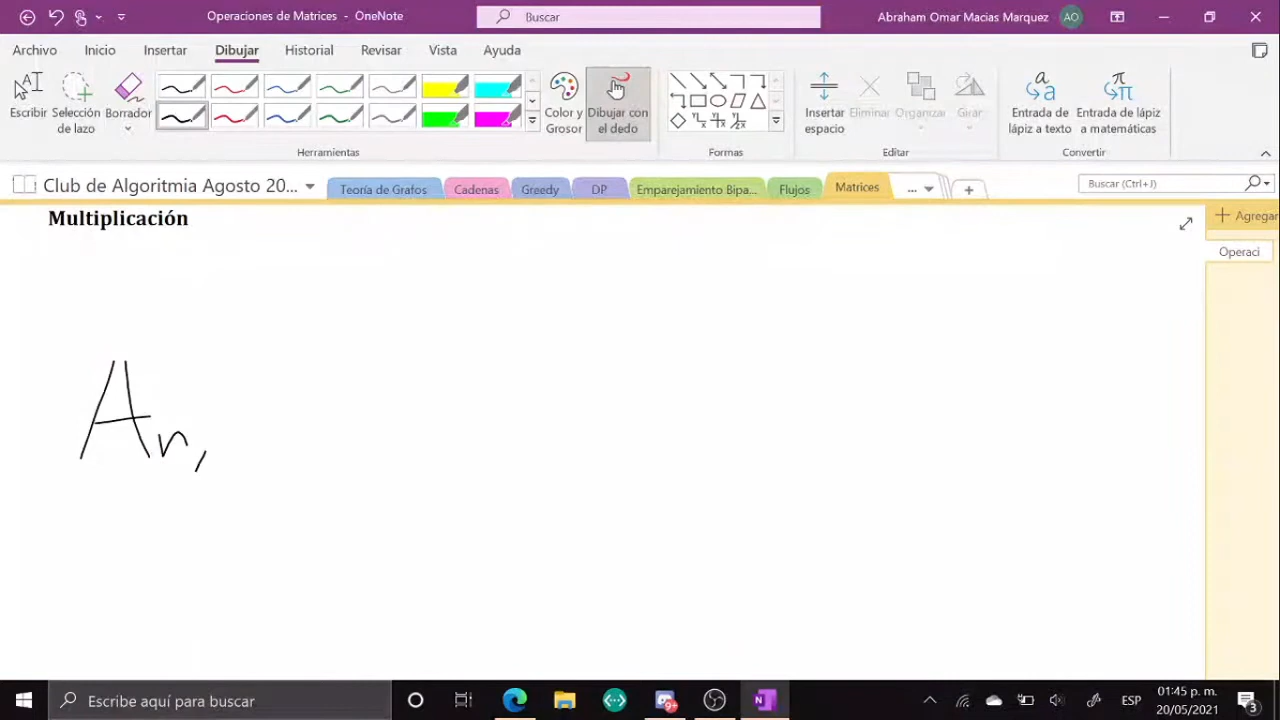 Operaciones de Matrices - OneNote
Buscar
Abraham Omar Macias Marquez AO
Archivo Inicio Insertar Dibujar Historial Revisar Vista Ayuda
Escribir
Selección de lazo
Borrador
Color y Grosor
Dibujar con el dedo
Insertar espacio
Eliminar
Organizar
Girar
Entrada de lápiz a texto
Entrada de lápiz a matemáticas
Herramientas Formas Editar Convertir
Club de Algoritmia Agosto 20... Teoría de Grafos Cadenas Greedy DP Emparejamiento Bipa... Flujos Matrices ... + Buscar (Ctrl+J)
Multiplicación
+ Agregar
Operaci
An,
Escribe aquí para buscar
9+
ESP
01:45 p. m.
20/05/2021
3